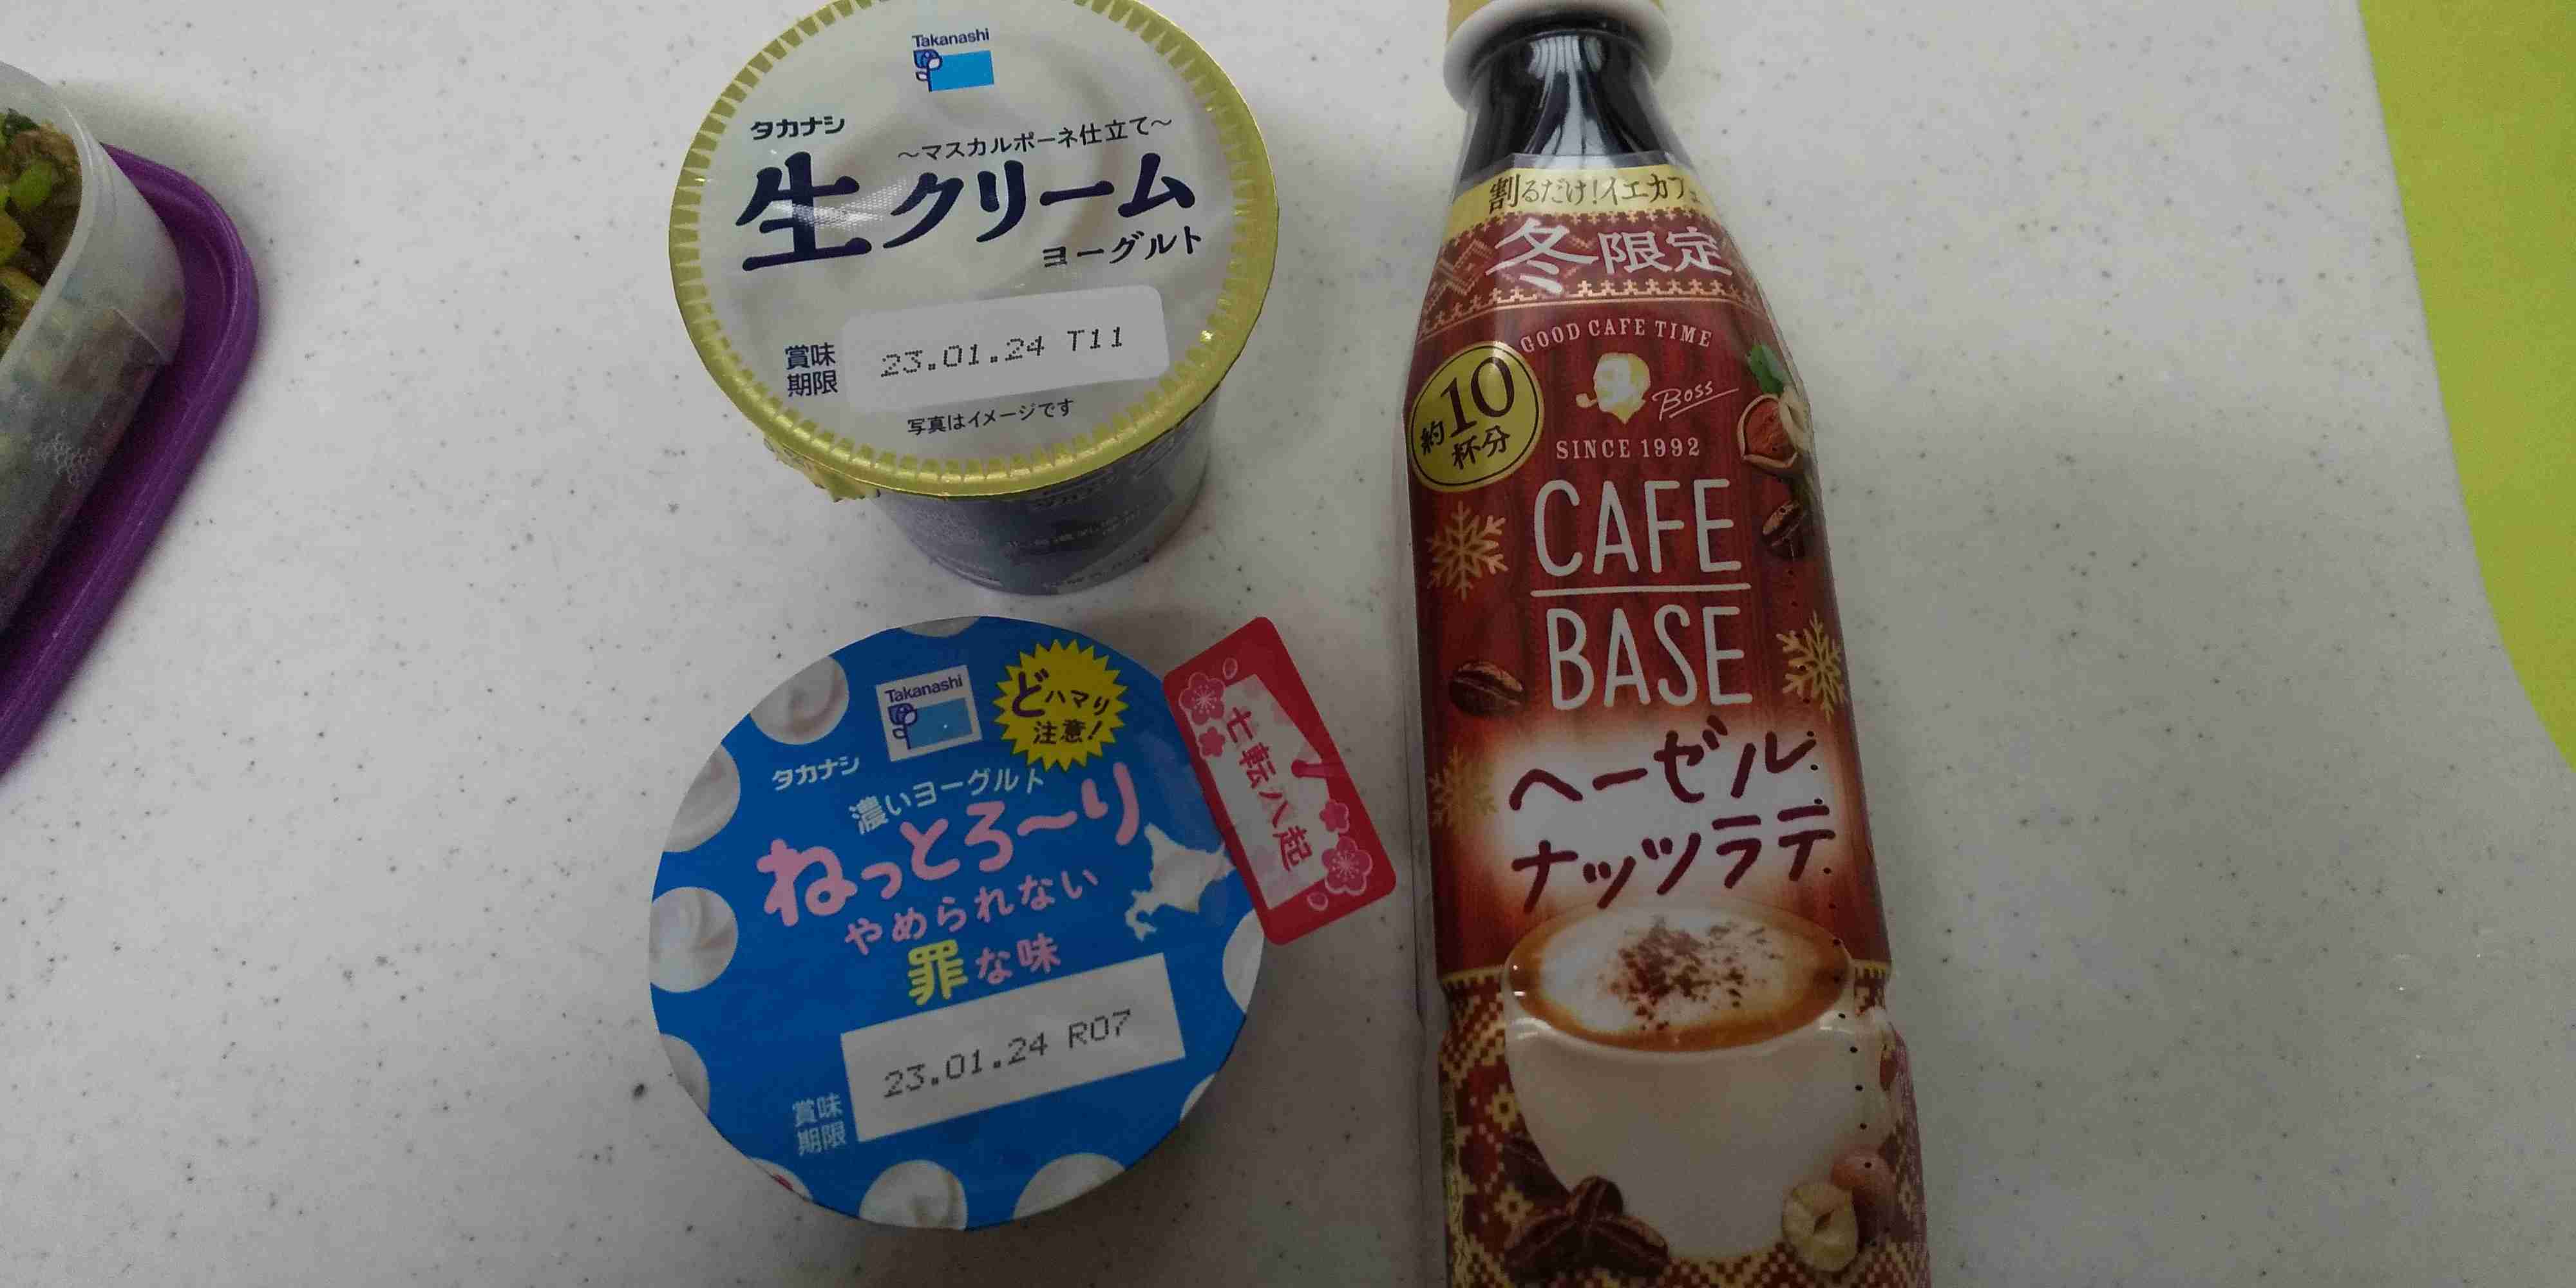 Takanashi
タカナシ
～マスカルポーネ仕立て～
生クリーム
ヨーグルト
賞味
期限
23.01.24 T11
写真はイメージです
Takanashi
どハマり
注意!
タカナシ
濃いヨーグルト
ねっとろ～り
やめられない
罪な味
賞味
期限
23.01.24 R07
七転八起
割るだけ!イエカフェ
冬限定
GOOD CAFE TIME
Boss
SINCE 1992
約10
杯分
CAFE
BASE
ヘーゼル
ナッツラテ